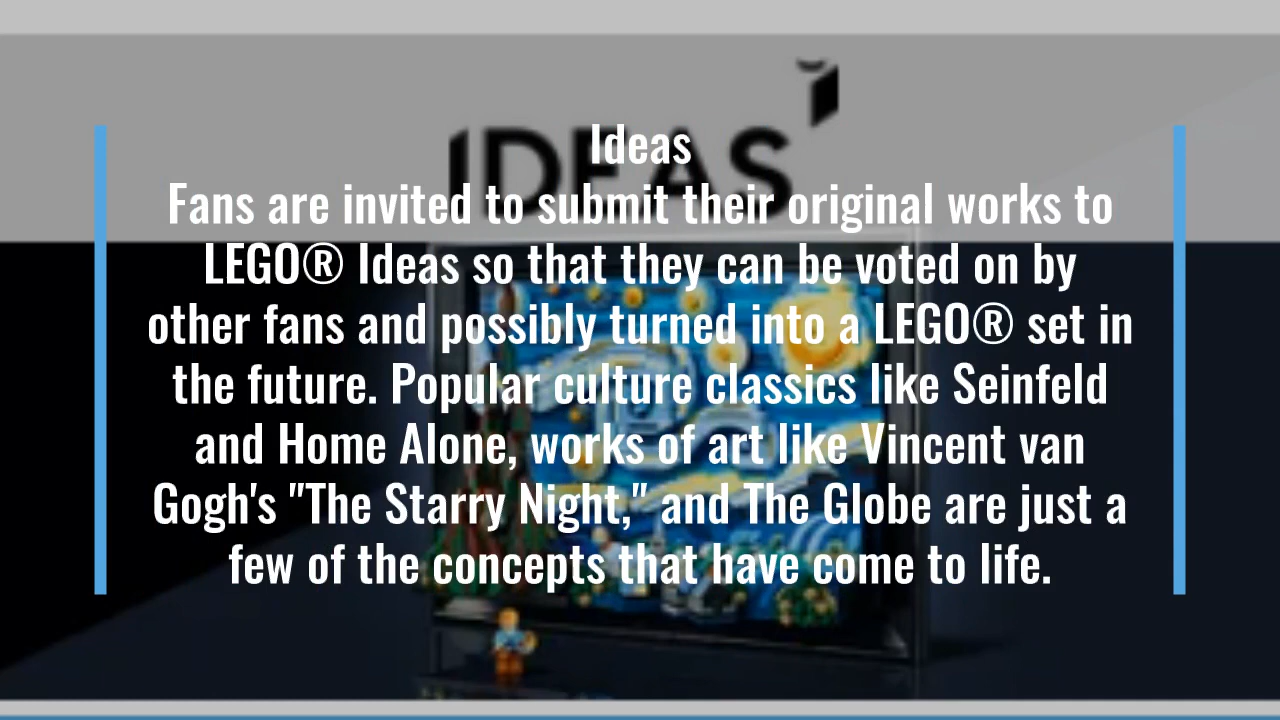 IDEAS
Ideas
Fans are invited to submit their original works to
LEGO® Ideas so that they can be voted on by
other fans and possibly turned into a LEGO® set in
the future. Popular culture classics like Seinfeld
and Home Alone, works of art like Vincent van
Gogh's "The Starry Night," and The Globe are just a
few of the concepts that have come to life.